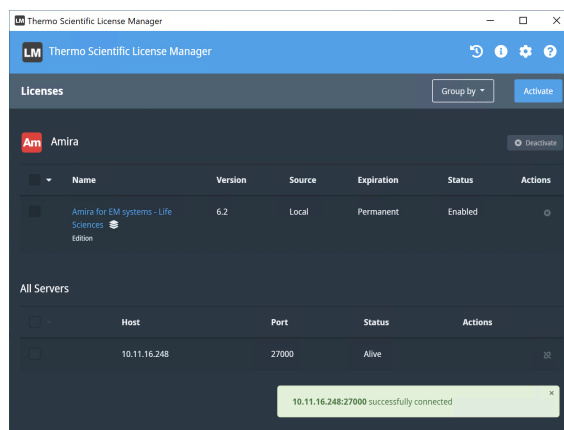 LM Thermo Scientific License Manager
LM Thermo Scientific License Manager
Licenses
Group by
Activate
Am Amira
Deactivate
Name Version Source Expiration Status Actions
Amira for EM systems - Life 6.2 Local Permanent Enabled
Sciences
Edition
All Servers
Host Port Status Actions
10.11.16.248 27000 Alive
10.11.16.248:27000 successfully connected